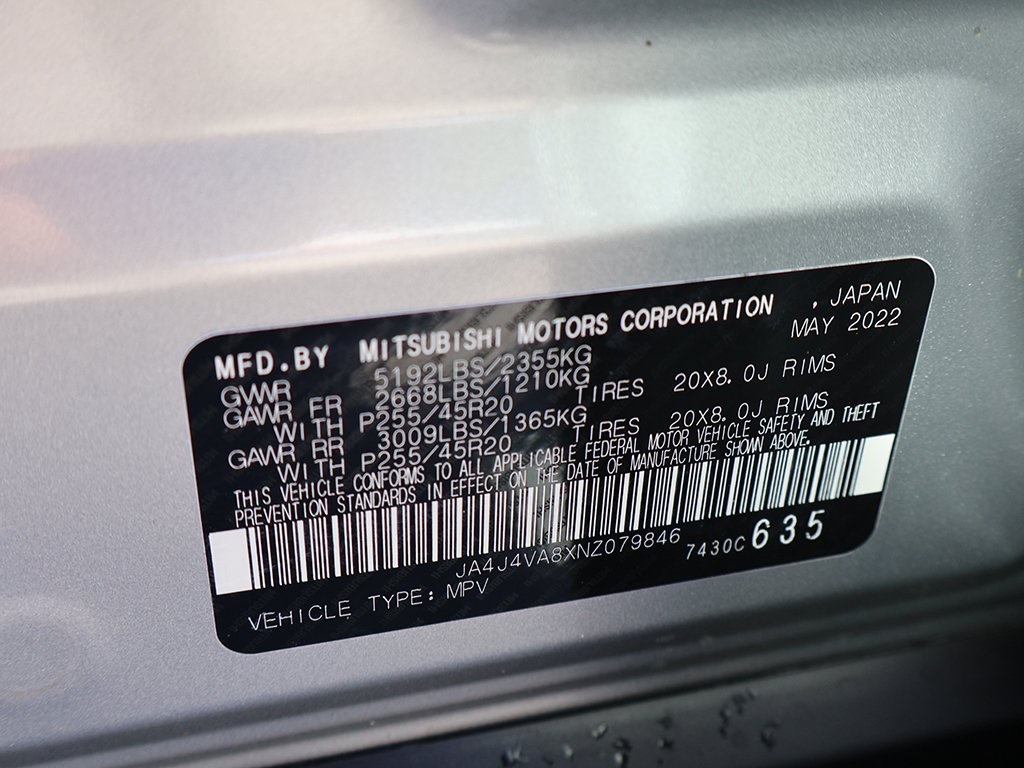 MFD.BY MITSUBISHI MOTORS CORPORATION , JAPAN
MAY 2022
GVWR 5192LBS/2355KG
GAWR FR 2668LBS/1210KG
WITH P255/45R20 TIRES 20X8.0J RIMS
GAWR RR 3009LBS/1365KG
WITH P255/45R20 TIRES 20X8.0J RIMS
THIS VEHICLE CONFORMS TO ALL APPLICABLE FEDERAL MOTOR VEHICLE SAFETY AND THEFT
PREVENTION STANDARDS IN EFFECT ON THE DATE OF MANUFACTURE SHOWN ABOVE.
JA4J4VA8XNZ079846 7430C 635
VEHICLE TYPE: MPV